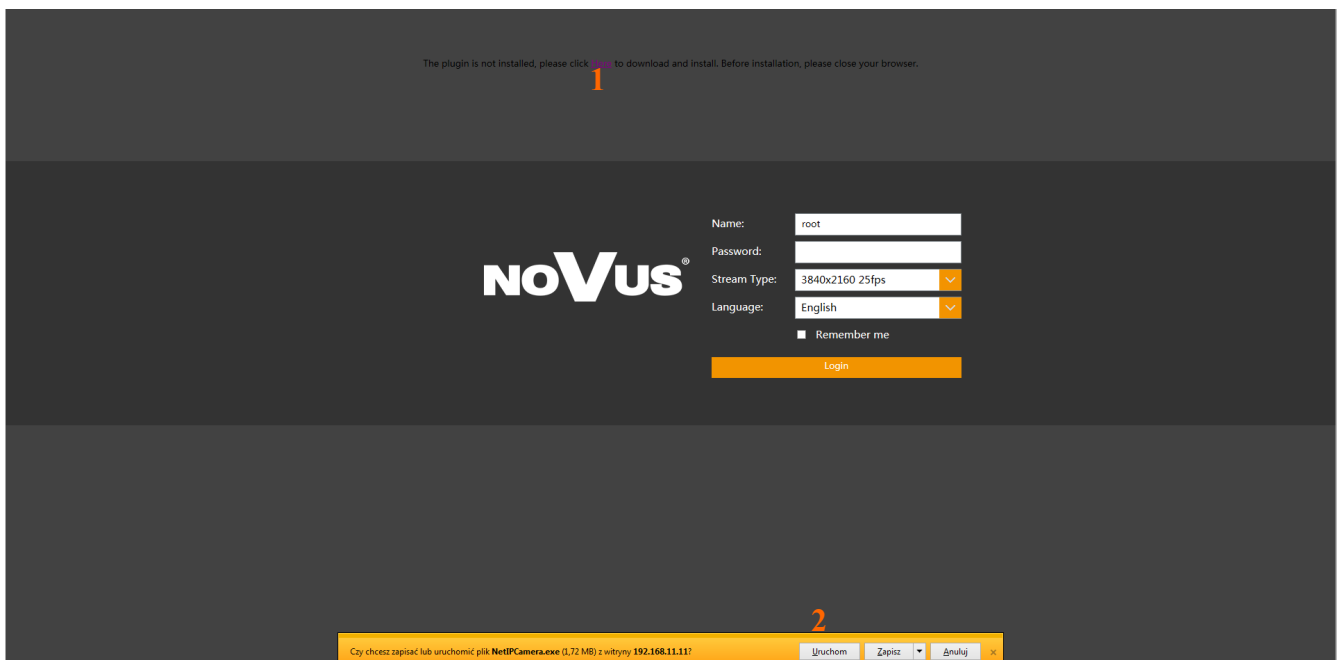 The plugin is not installed, please click Here to download and install. Before installation, please close your browser.
1
Name: root
NOVUS®
Password:
Stream Type: 3840x2160 25fps
Language: English
Remember me
Login
2
Czy chcesz zapisać lub uruchomić plik NetIPCamera.exe (1,72 MB) z witryny 192.168.11.11? Uruchom Zapisz Anuluj ×